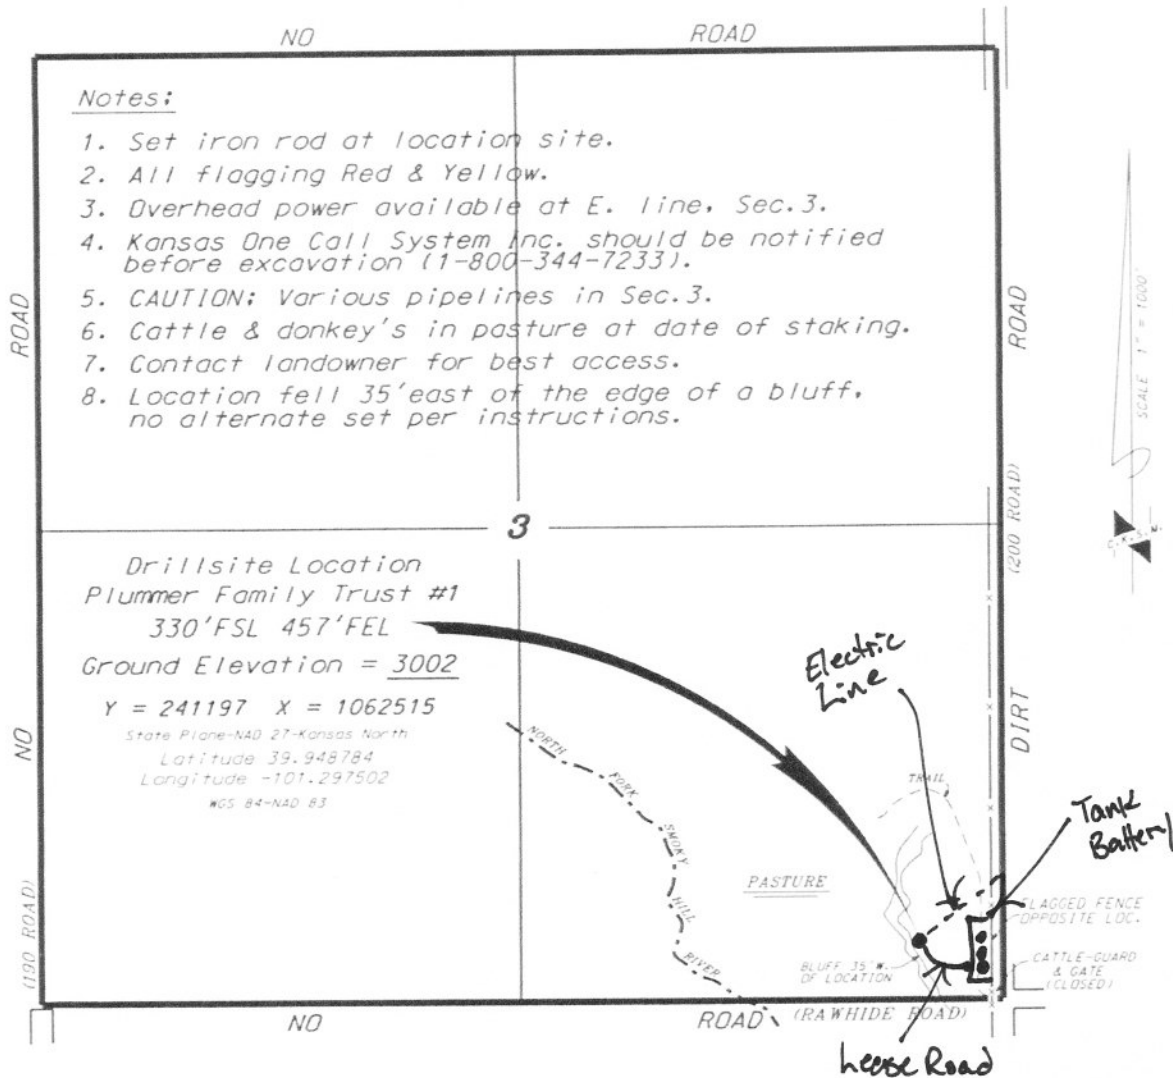 NO ROAD
Notes:
1. Set iron rod at location site.
2. All flagging Red & Yellow.
3. Overhead power available at E. line, Sec.3.
4. Kansas One Call System Inc. should be notified
before excavation (1-800-344-7233).
5. CAUTION: Various pipelines in Sec.3.
6. Cattle & donkey's in pasture at date of staking.
7. Contact landowner for best access.
8. Location fell 35'east of the edge of a bluff,
no alternate set per instructions.
ROAD
ROAD
SCALE 1" = 1000'
(200 ROAD)
3
C.K.S.N.
Drillsite Location
Plummer Family Trust #1
330'FSL 457'FEL
Ground Elevation = 3002
Y = 241197 X = 1062515
State Plane-NAD 27-Kansas North
Latitude 39.948784
Longitude -101.297502
WGS 84-NAD 83
Electric
Line
DIRT
NO
NORTH
FORK
SMOKY
HILL
RIVER
TRAIL
Tank
Battery
PASTURE
FLAGGED FENCE
OPPOSITE LOC.
(190 ROAD)
BLUFF 35'W.
OF LOCATION
CATTLE-GUARD
& GATE
(CLOSED)
NO ROAD (RAWHIDE ROAD)
Lease Road